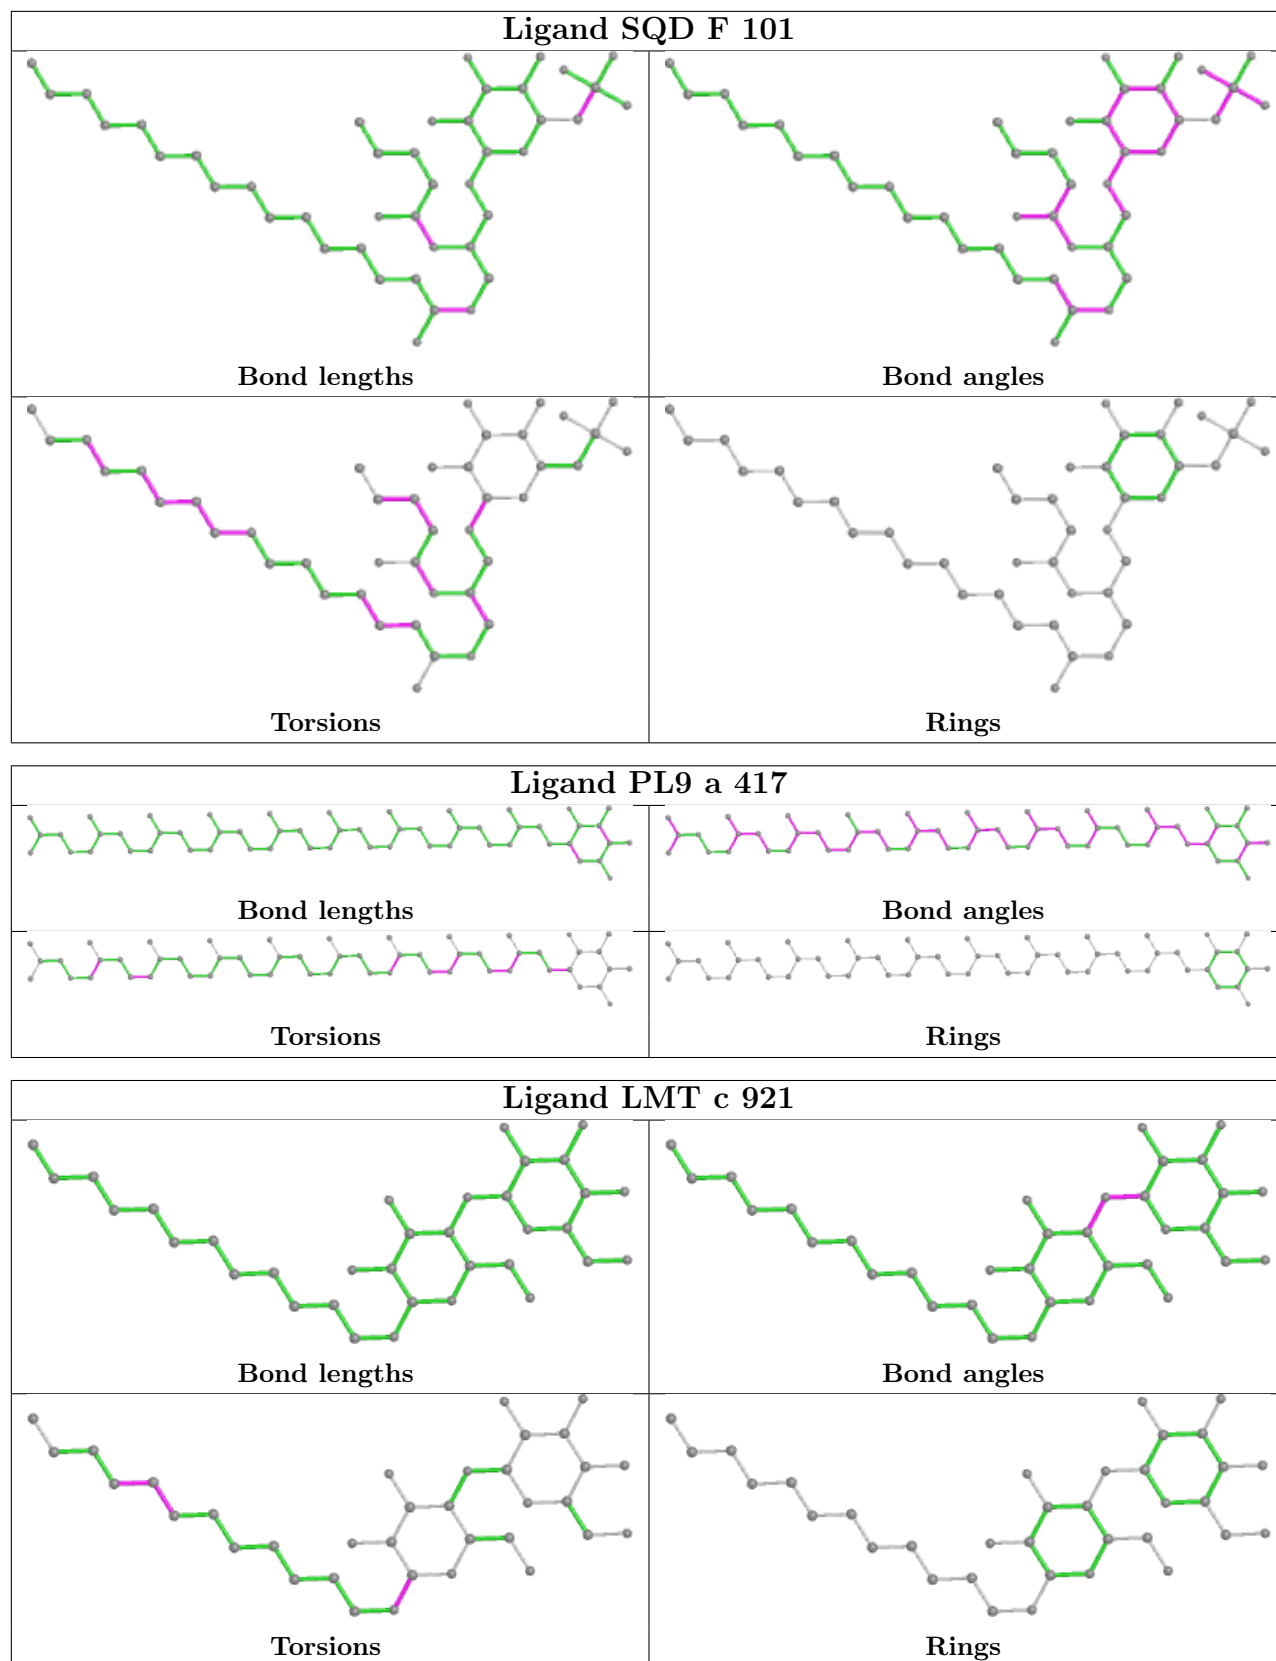 Ligand SQD F 101
Bond lengths
Bond angles
Torsions
Rings
Ligand PL9 a 417
Bond lengths
Bond angles
Torsions
Rings
Ligand LMT c 921
Bond lengths
Bond angles
Torsions
Rings